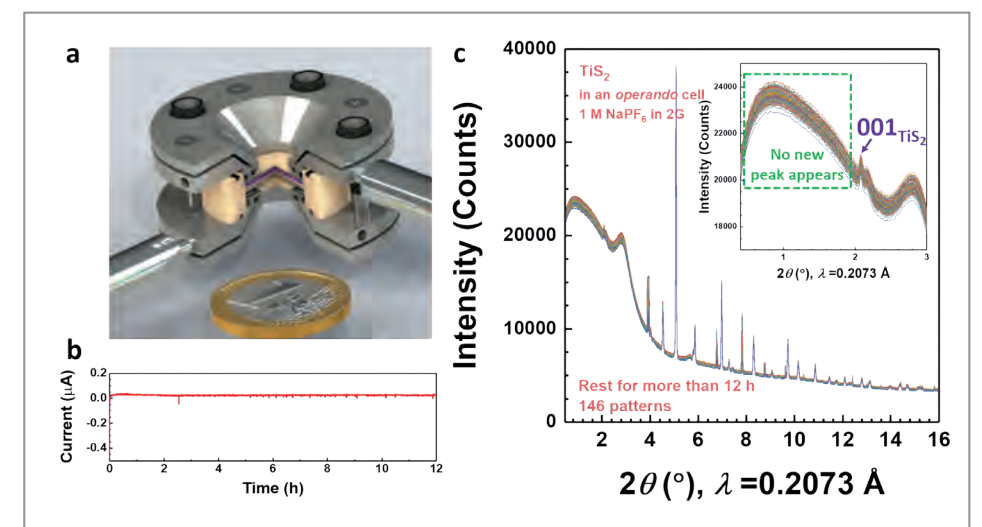 a
b
Current (μA)
0.2
0.0
-0.2
-0.4
0 2 4 6 8 10 12
Time (h)
c
Intensity (Counts)
40000
30000
20000
10000
0
TiS2
in an operando cell
1 M NaPF6 in 2G
Rest for more than 12 h
146 patterns
2 4 6 8 10 12 14 16
2θ (°), λ =0.2073 Å
Intensity (Counts)
24000
22000
20000
18000
No new
peak appears
001TiS2
1 2 3
2θ (°), λ =0.2073 Å